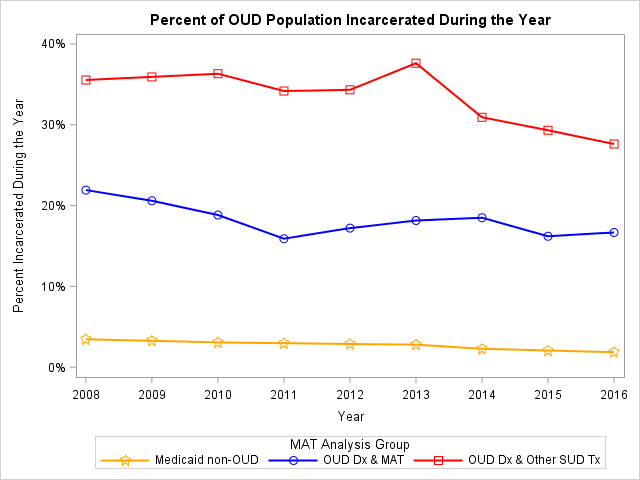 Percent of OUD Population Incarcerated During the Year
Percent Incarcerated During the Year
40%
30%
20%
10%
0%
2008 2009 2010 2011 2012 2013 2014 2015 2016
Year
MAT Analysis Group
Medicaid non-OUD OUD Dx & MAT OUD Dx & Other SUD Tx